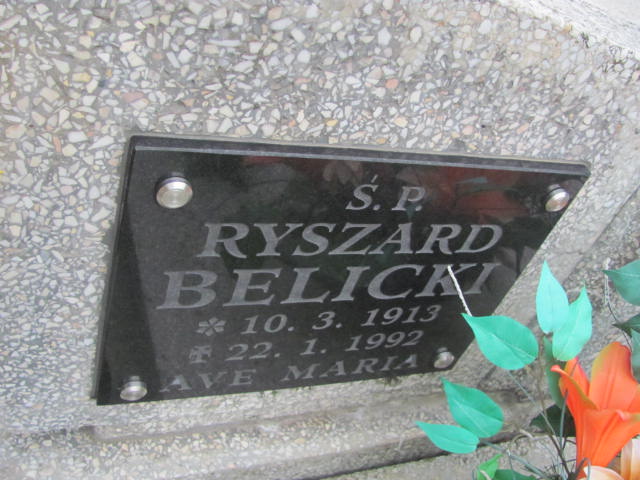 Ś. P.
RYSZARD
BELICKI
* 10. 3. 1913
✠ 22. 1. 1992
AVE MARIA